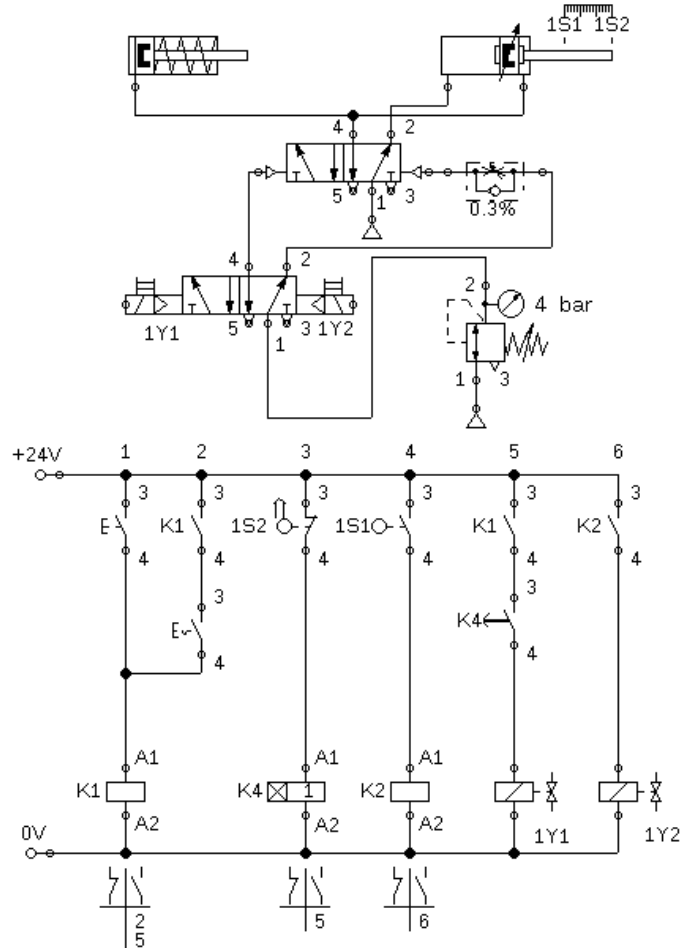 1S1 1S2
4 2
5 1 3
0.3%
4 2
2
4 bar
1Y1 5 1 3 1Y2
1 3
1 2 3 4 5 6
+24V
3 3 3 3 3 3
E K1 1S2 1S1 K1 K2
4 4 4 4 4 4
3 3
E K4
4 4
A1 A1 A1
K1 K4 1 K2
A2 A2 A2 1Y1 1Y2
0V
2 5 6
5